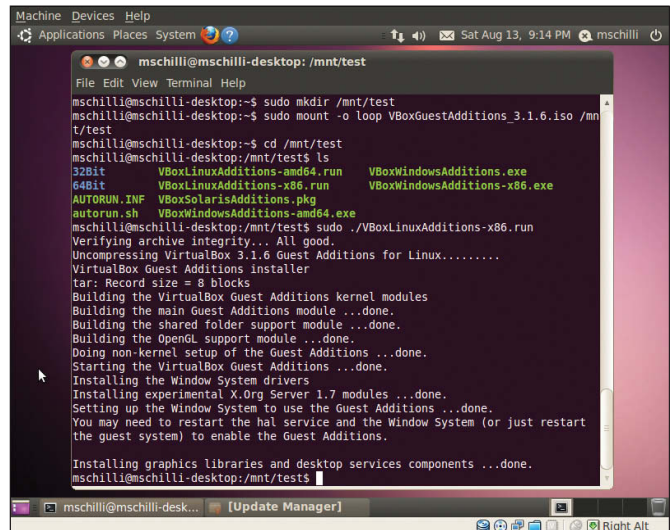 Machine Devices Help
Applications Places System Sat Aug 13, 9:14 PM mschilli
mschilli@mschilli-desktop: /mnt/test
File Edit View Terminal Help
mschilli@mschilli-desktop:~$ sudo mkdir /mnt/test
mschilli@mschilli-desktop:~$ sudo mount -o loop VBoxGuestAdditions_3.1.6.iso /mn
t/test
mschilli@mschilli-desktop:~$ cd /mnt/test
mschilli@mschilli-desktop:/mnt/test$ ls
32Bit VBoxLinuxAdditions-amd64.run VBoxWindowsAdditions.exe
64Bit VBoxLinuxAdditions-x86.run VBoxWindowsAdditions-x86.exe
AUTORUN.INF VBoxSolarisAdditions.pkg
autorun.sh VBoxWindowsAdditions-amd64.exe
mschilli@mschilli-desktop:/mnt/test$ sudo ./VBoxLinuxAdditions-x86.run
Verifying archive integrity... All good.
Uncompressing VirtualBox 3.1.6 Guest Additions for Linux.........
VirtualBox Guest Additions installer
tar: Record size = 8 blocks
Building the VirtualBox Guest Additions kernel modules
Building the main Guest Additions module ...done.
Building the shared folder support module ...done.
Building the OpenGL support module ...done.
Doing non-kernel setup of the Guest Additions ...done.
Starting the VirtualBox Guest Additions ...done.
Installing the Window System drivers
Installing experimental X.Org Server 1.7 modules ...done.
Setting up the Window System to use the Guest Additions ...done.
You may need to restart the hal service and the Window System (or just restart
the guest system) to enable the Guest Additions.
Installing graphics libraries and desktop services components ...done.
mschilli@mschilli-desktop:/mnt/test$
mschilli@mschilli-desk... [Update Manager]
Right Alt